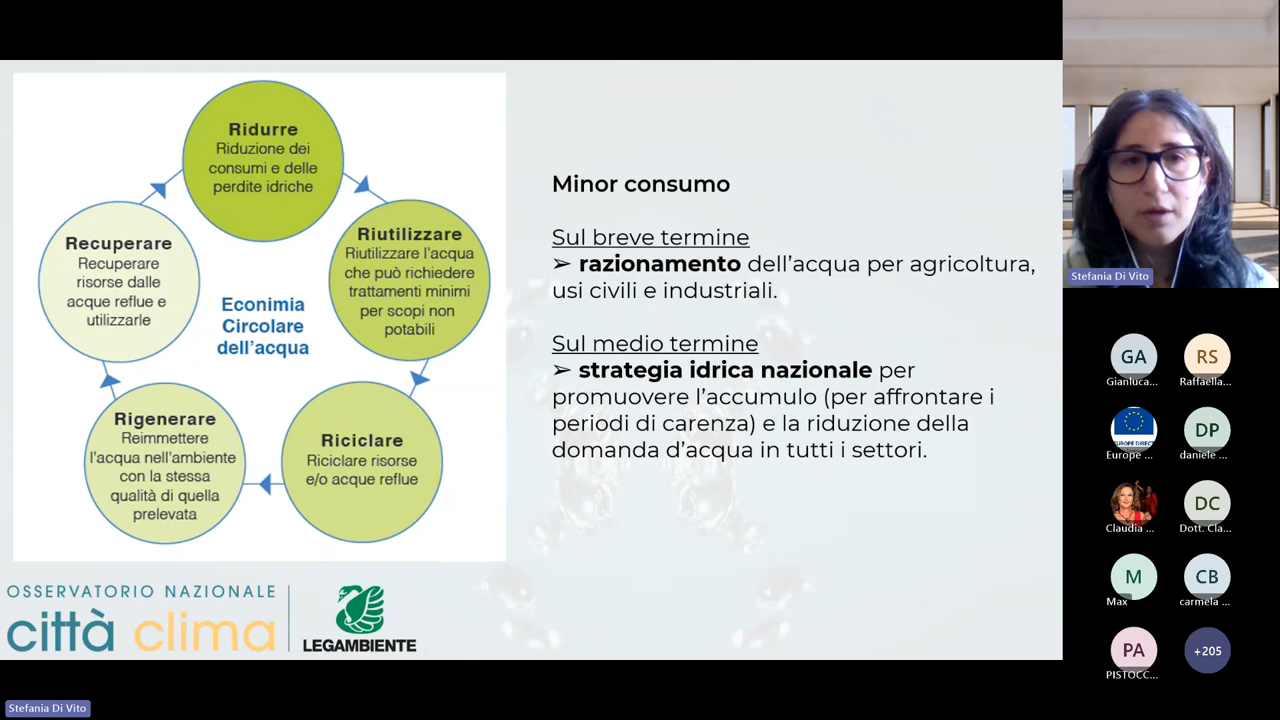 Ridurre
Riduzione dei
consumi e delle
perdite idriche
Riutilizzare
Riutilizzare l'acqua
che può richiedere
trattamenti minimi
per scopi non
potabili
Riciclare
Riciclare risorse
e/o acque reflue
Rigenerare
Reimmettere
l'acqua nell'ambiente
con la stessa
qualità di quella
prelevata
Recuperare
Recuperare
risorse dalle
acque reflue e
utilizzarle
Econimia
Circolare
dell'acqua
Minor consumo
Sul breve termine
➢ razionamento dell'acqua per agricoltura,
usi civili e industriali.
Sul medio termine
➢ strategia idrica nazionale per
promuovere l'accumulo (per affrontare i
periodi di carenza) e la riduzione della
domanda d'acqua in tutti i settori.
OSSERVATORIO NAZIONALE
città clima
LEGAMBIENTE
Stefania Di Vito
GA
Gianluca...
RS
Raffaella...
EUROPE DIRECT
Europe ...
DP
daniele ...
Claudia ...
DC
Dott. Cla...
M
Max
CB
carmela ...
PA
PISTOCC...
+205
Stefania Di Vito